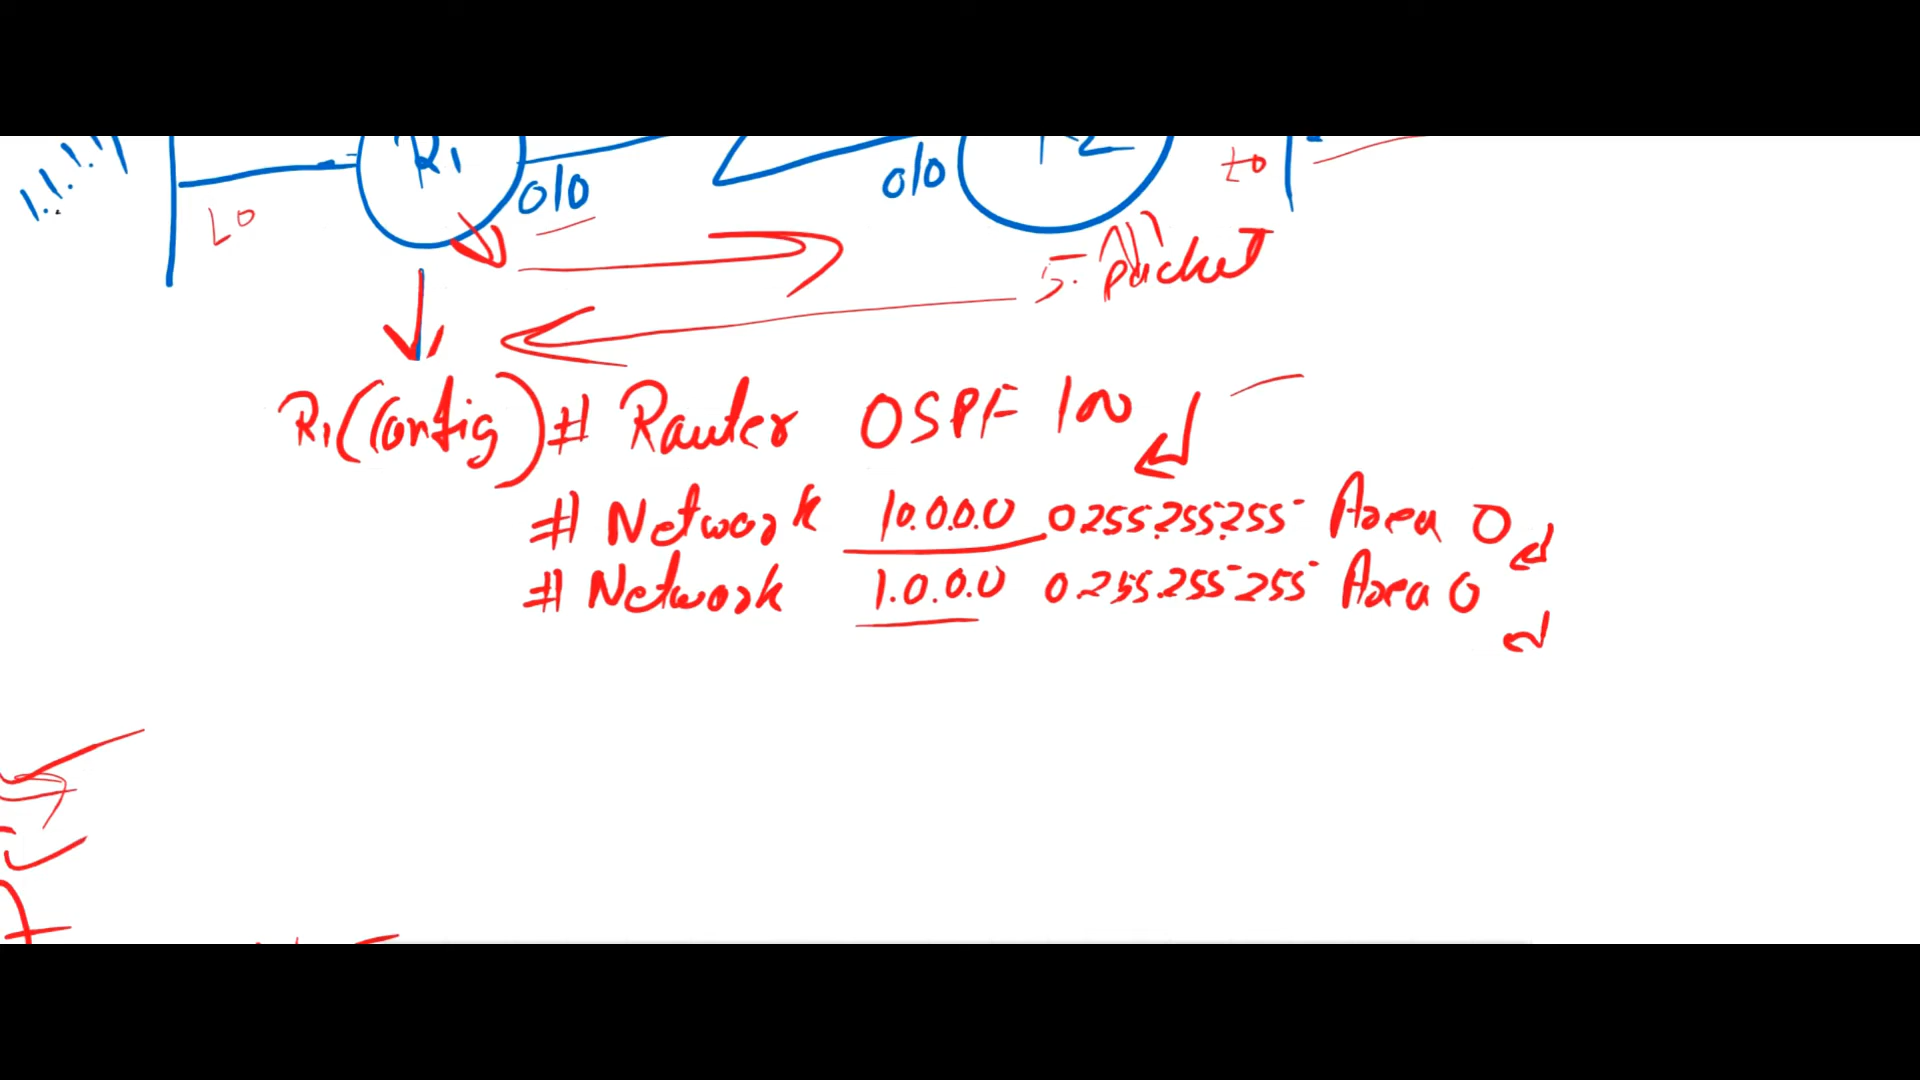 1.1.1.1 R1 R2
L0 0/0 0/0 L0
5. Packet
R1(Config)# Rauter OSPF 100
# Network 10.0.0.0 0.255.255.255 Area 0
# Network 1.0.0.0 0.255.255.255 Area 0